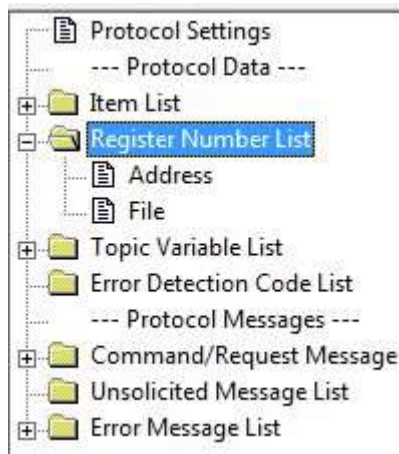 Protocol Settings
--- Protocol Data ---
Item List
Register Number List
Address
File
Topic Variable List
Error Detection Code List
--- Protocol Messages ---
Command/Request Message
Unsolicited Message List
Error Message List